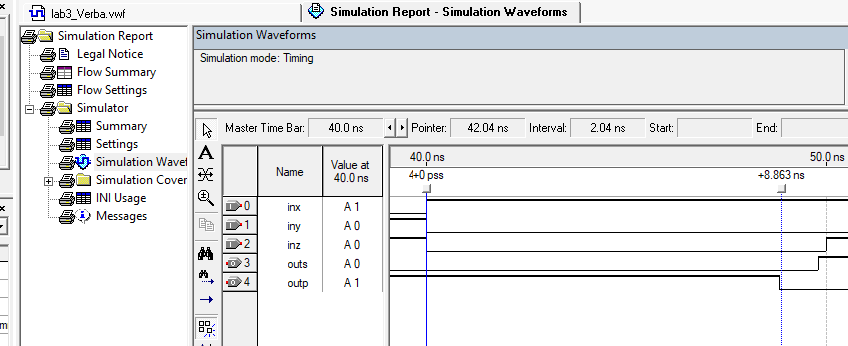 lab3_Verba.vwf
Simulation Report - Simulation Waveforms
Simulation Report
Legal Notice
Flow Summary
Flow Settings
Simulator
Summary
Settings
Simulation Wavef
Simulation Cover
INI Usage
Messages
Simulation Waveforms
Simulation mode: Timing
Master Time Bar: 40.0 ns Pointer: 42.04 ns Interval: 2.04 ns Start: End:
Name Value at 40.0 ns
40.0 ns 50.0 ns
+8.863 ns
0 inx A 1
1 iny A 0
2 inz A 0
3 outs A 0
4 outp A 1